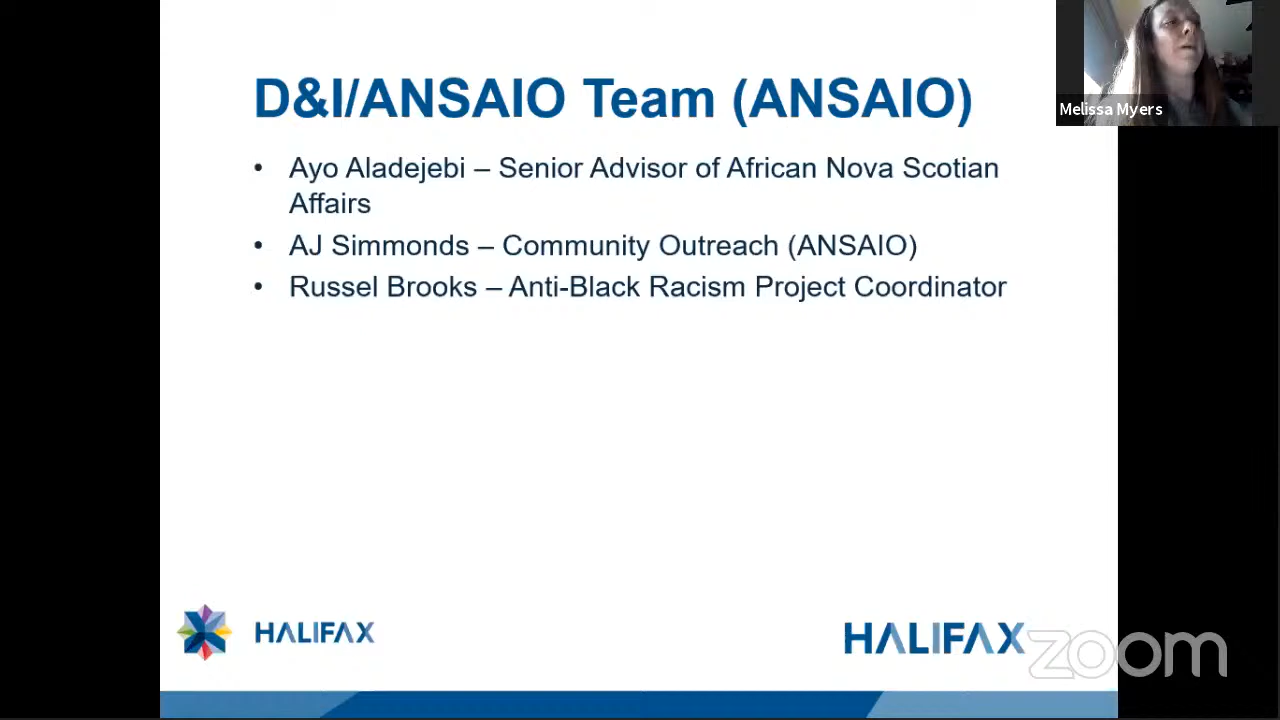 D&I/ANSAIO Team (ANSAIO)
Melissa Myers
• Ayo Aladejebi – Senior Advisor of African Nova Scotian
Affairs
• AJ Simmonds – Community Outreach (ANSAIO)
• Russel Brooks – Anti-Black Racism Project Coordinator
HALIFAX
HALIFAX
zoom